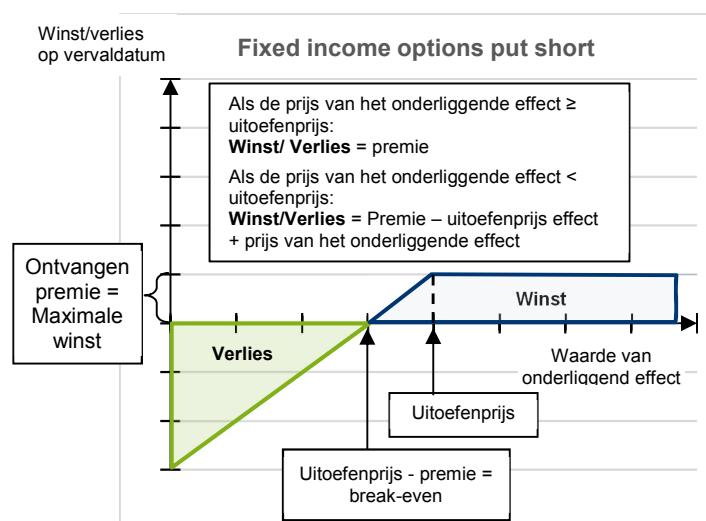 Winst/verlies
op vervaldatum
Fixed income options put short
Als de prijs van het onderliggende effect ≥
uitoefenprijs:
Winst/ Verlies = premie
Als de prijs van het onderliggende effect <
uitoefenprijs:
Winst/Verlies = Premie – uitoefenprijs effect
+ prijs van het onderliggende effect
Ontvangen
premie =
Maximale
winst
Winst
Verlies
Waarde van
onderliggend effect
Uitoefenprijs
Uitoefenprijs - premie =
break-even